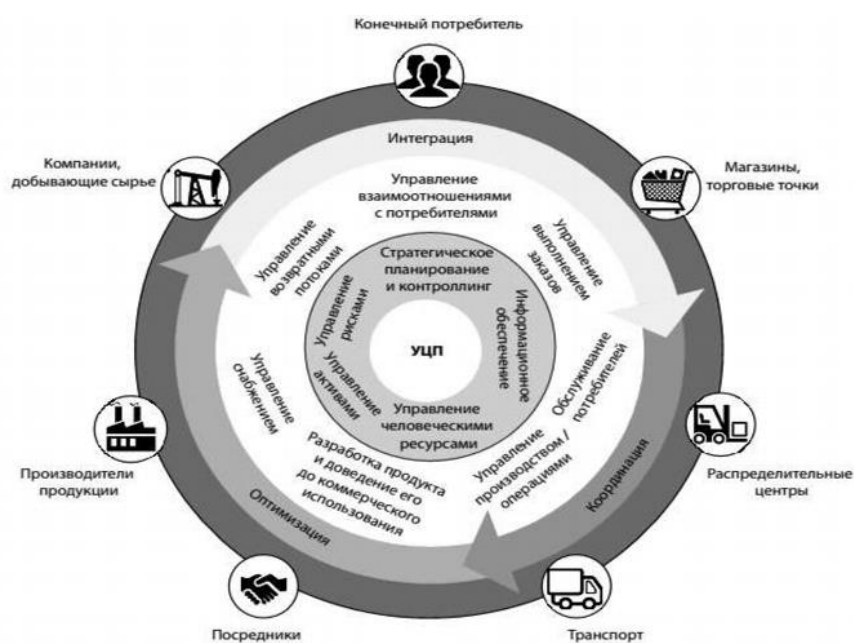 Конечный потребитель
Компании,
добывающие сырье
Магазины,
торговые точки
Интеграция
Управление
взаимоотношениями
с потребителями
Управление
возвратными
потоками
Управление
выполнением
заказов
Стратегическое
планирование
и контроллинг
Управление
рисками
Информационное
обеспечение
УЦП
Управление
активами
Управление
человеческими
ресурсами
Управление
снабжением
Обслуживание
потребителей
Разработка продукта
и доведение его
до коммерческого
использования
Управление
производством /
операциями
Оптимизация
Координация
Производители
продукции
Распределительные
центры
Посредники
Транспорт